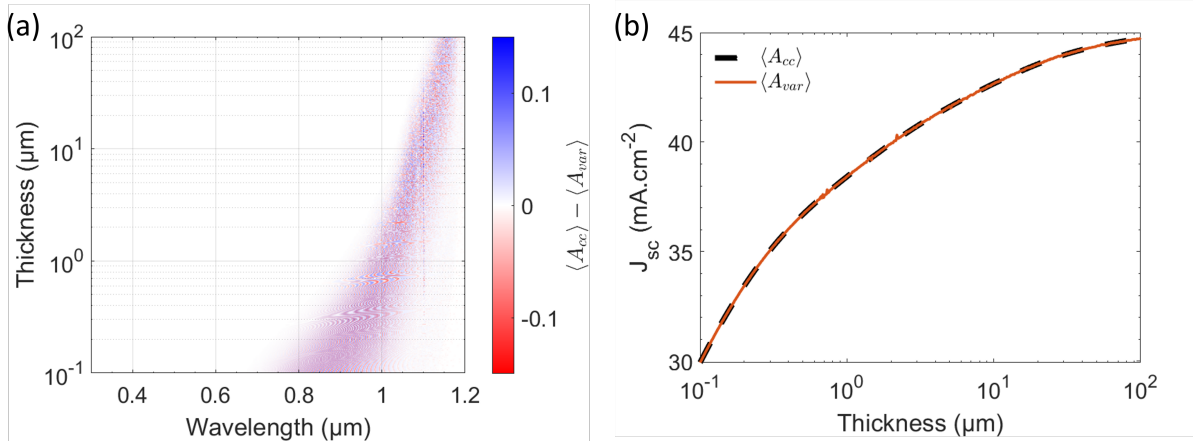 (a)
10²
10¹
10⁰
10⁻¹
Thickness (µm)
0.4
0.6
0.8
1
1.2
Wavelength (µm)
0.1
0
-0.1
⟨A_cc⟩ − ⟨A_var⟩
(b)
⟨A_cc⟩
⟨A_var⟩
45
40
35
30
J_sc (mA.cm⁻²)
10⁻¹
10⁰
10¹
10²
Thickness (µm)